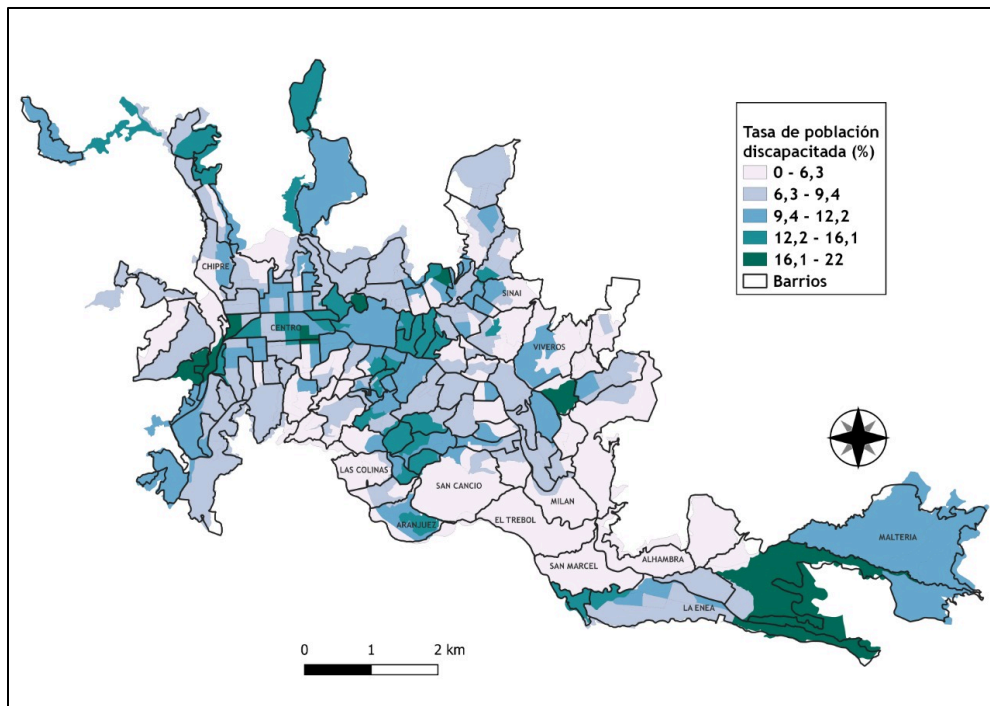 Tasa de población
discapacitada (%)
0 - 6,3
6,3 - 9,4
9,4 - 12,2
12,2 - 16,1
16,1 - 22
Barrios
CHIPRE
SINAI
CENTRO
VIVEROS
LAS COLINAS
SAN CANCIO
MILAN
ARANJUEZ
EL TREBOL
MALTERIA
SAN MARCEL
ALHAMBRA
LA ENEA
0 1 2 km